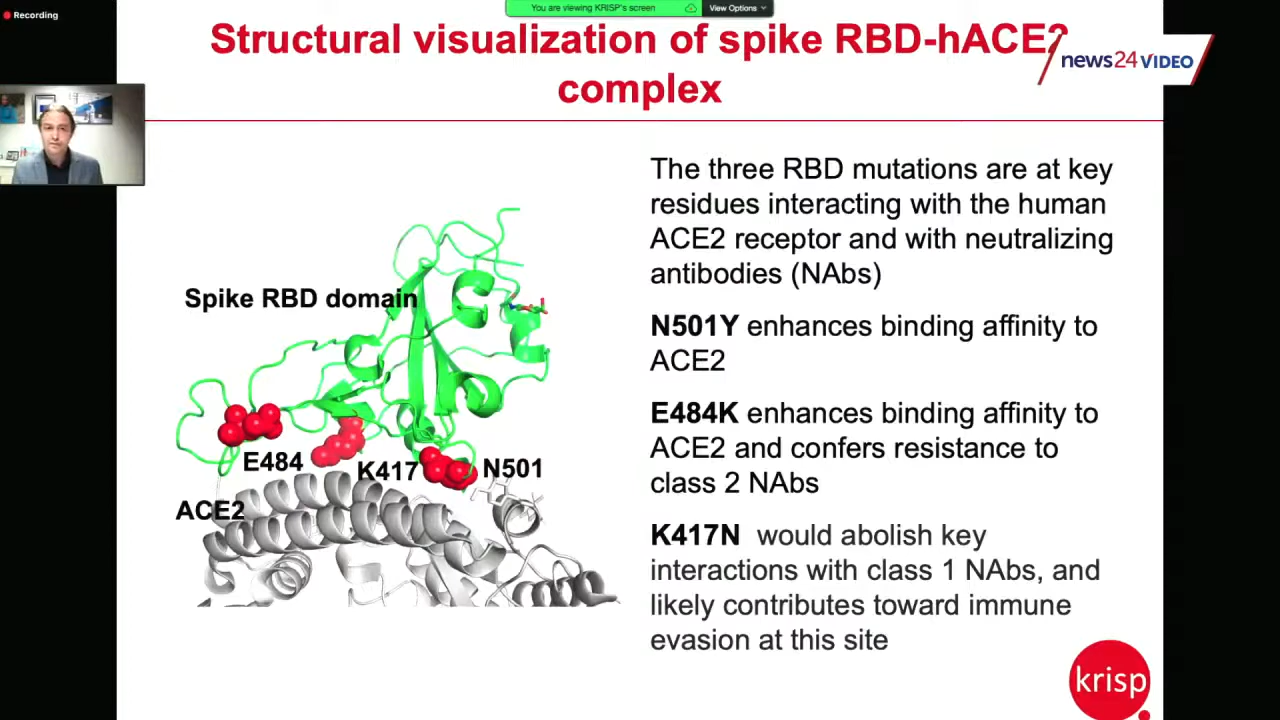 Recording
You are viewing KRISP's screen
View Options
Structural visualization of spike RBD-hACE2
complex
news24 VIDEO
The three RBD mutations are at key
residues interacting with the human
ACE2 receptor and with neutralizing
antibodies (NAbs)
N501Y enhances binding affinity to
ACE2
E484K enhances binding affinity to
ACE2 and confers resistance to
class 2 NAbs
K417N would abolish key
interactions with class 1 NAbs, and
likely contributes toward immune
evasion at this site
Spike RBD domain
E484
K417
N501
ACE2
krisp